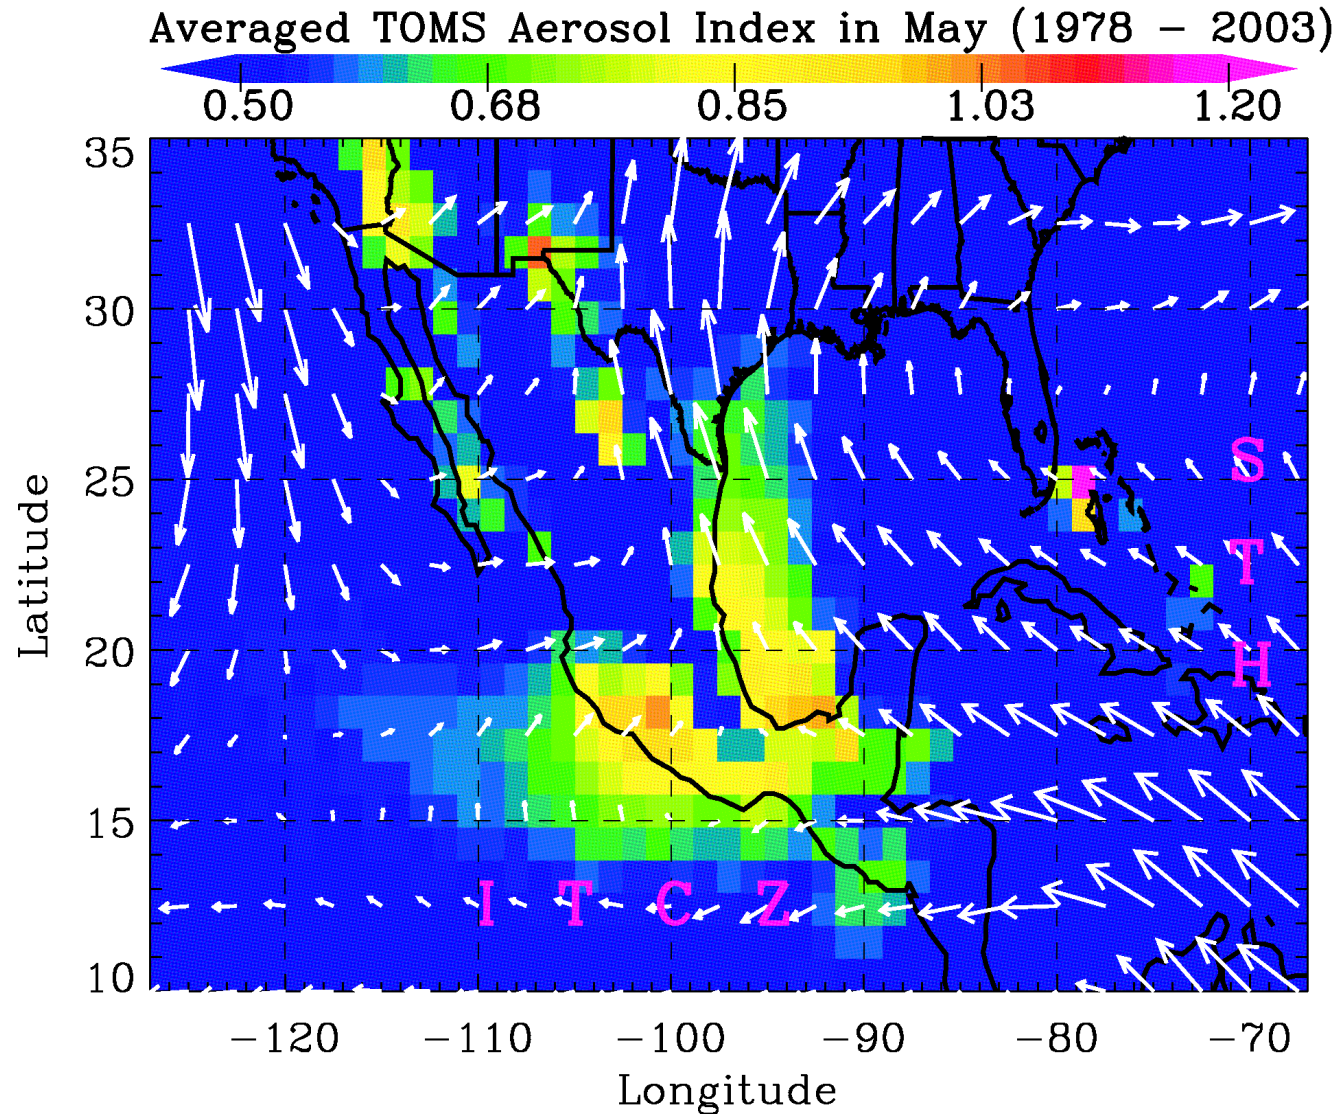 Averaged TOMS Aerosol Index in May (1978 – 2003)
0.50 0.68 0.85 1.03 1.20
35
30
25
20
15
10
Latitude
S
T
H
I T C Z
−120 −110 −100 −90 −80 −70
Longitude